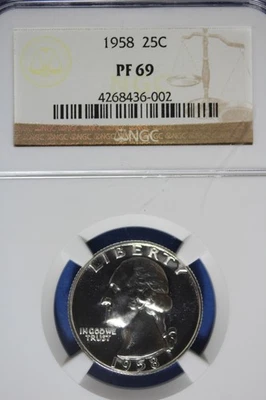 1958 25C
PF 69
4268436-002
NGC
LIBERTY
IN GOD WE
TRUST
1958